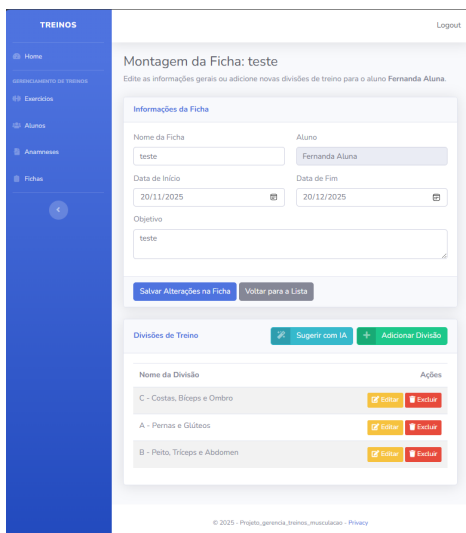 TREINOS
Logout
Home
GERENCIAMENTO DE TREINOS
Exercícios
Alunos
Anamneses
Fichas
Montagem da Ficha: teste
Edite as informações gerais ou adicione novas divisões de treino para o aluno Fernanda Aluna.
Informações da Ficha
Nome da Ficha
Aluno
teste
Fernanda Aluna
Data de Início
Data de Fim
20/11/2025
20/12/2025
Objetivo
teste
Salvar Alterações na Ficha
Voltar para a Lista
Divisões de Treino
Sugerir com IA
Adicionar Divisão
Nome da Divisão
Ações
C - Costas, Bíceps e Ombro
Editar
Excluir
A - Pernas e Glúteos
Editar
Excluir
B - Peito, Tríceps e Abdomen
Editar
Excluir
© 2025 - Projeto_gerencia_treinos_musculacao - Privacy